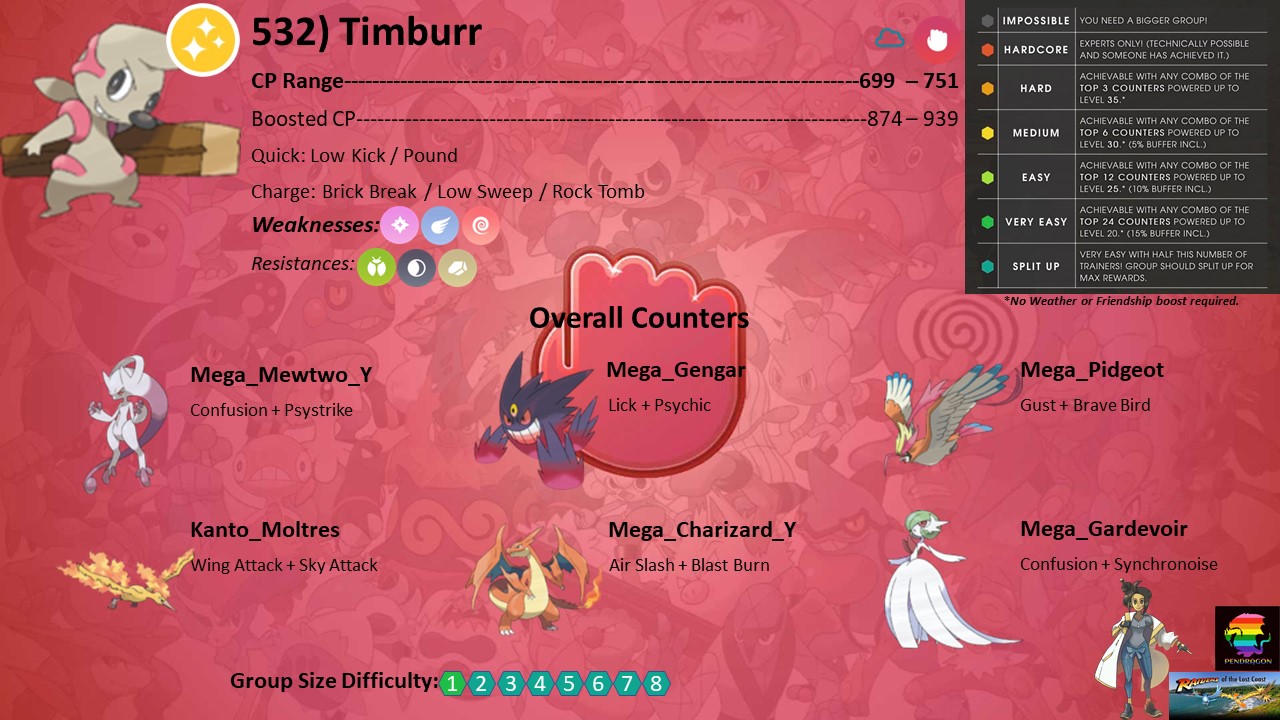 532) Timburr
CP Range------------------------------------------------------------------------------699 – 751
Boosted CP----------------------------------------------------------------------------874 – 939
Quick: Low Kick / Pound
Charge: Brick Break / Low Sweep / Rock Tomb
Weaknesses:
Resistances:
IMPOSSIBLE YOU NEED A BIGGER GROUP!
HARDCORE EXPERTS ONLY! (TECHNICALLY POSSIBLE
AND SOMEONE HAS ACHIEVED IT.)
HARD ACHIEVABLE WITH ANY COMBO OF THE
TOP 3 COUNTERS POWERED UP TO
LEVEL 35.*
MEDIUM ACHIEVABLE WITH ANY COMBO OF THE
TOP 6 COUNTERS POWERED UP TO
LEVEL 30.* (5% BUFFER INCL.)
EASY ACHIEVABLE WITH ANY COMBO OF THE
TOP 12 COUNTERS POWERED UP TO
LEVEL 25.* (10% BUFFER INCL.)
VERY EASY ACHIEVABLE WITH ANY COMBO OF THE
TOP 24 COUNTERS POWERED UP TO
LEVEL 20.* (15% BUFFER INCL.)
SPLIT UP VERY EASY WITH HALF THIS NUMBER OF
TRAINERS! GROUP SHOULD SPLIT UP FOR
MAX REWARDS.
*No Weather or Friendship boost required.
Overall Counters
Mega_Mewtwo_Y
Confusion + Psystrike
Mega_Gengar
Lick + Psychic
Mega_Pidgeot
Gust + Brave Bird
Kanto_Moltres
Wing Attack + Sky Attack
Mega_Charizard_Y
Air Slash + Blast Burn
Mega_Gardevoir
Confusion + Synchronoise
Group Size Difficulty: 1 2 3 4 5 6 7 8
PENDRAGON
RAIDERS of the Lost Coast